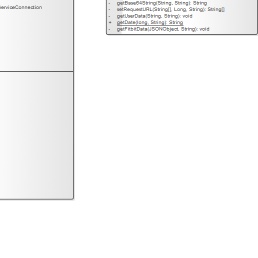 serviceConnection
- getBase64String(String, String): String
- setRequestURL(String[], Long, String): String[]
- getUserData(String, String): void
+ getDate(long, String): String
- getFitbitData(JSONObject, String): void